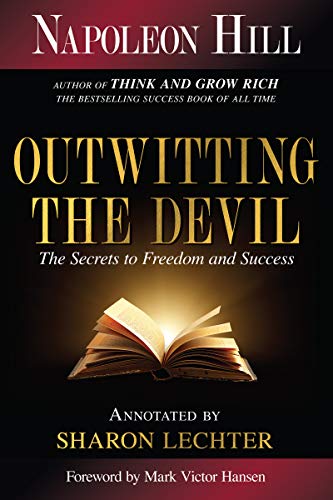 NAPOLEON HILL
AUTHOR OF THINK AND GROW RICH
THE BESTSELLING SUCCESS BOOK OF ALL TIME
OUTWITTING
THE DEVIL
The Secrets to Freedom and Success
ANNOTATED BY
SHARON LECHTER
Foreword by Mark Victor Hansen